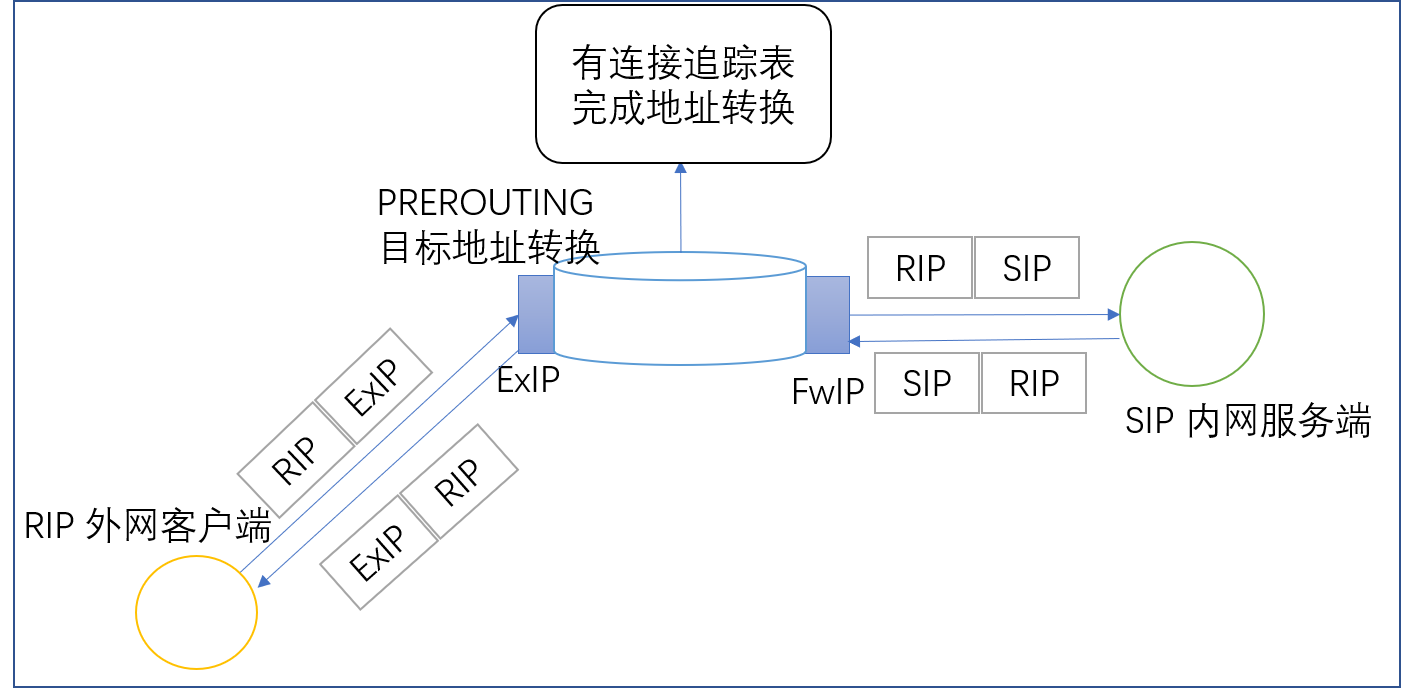 有连接追踪表
完成地址转换
PREROUTING
目标地址转换
RIP SIP
ExIP
FwIP
SIP RIP
SIP 内网服务端
RIP ExIP
RIP 外网客户端
ExIP RIP